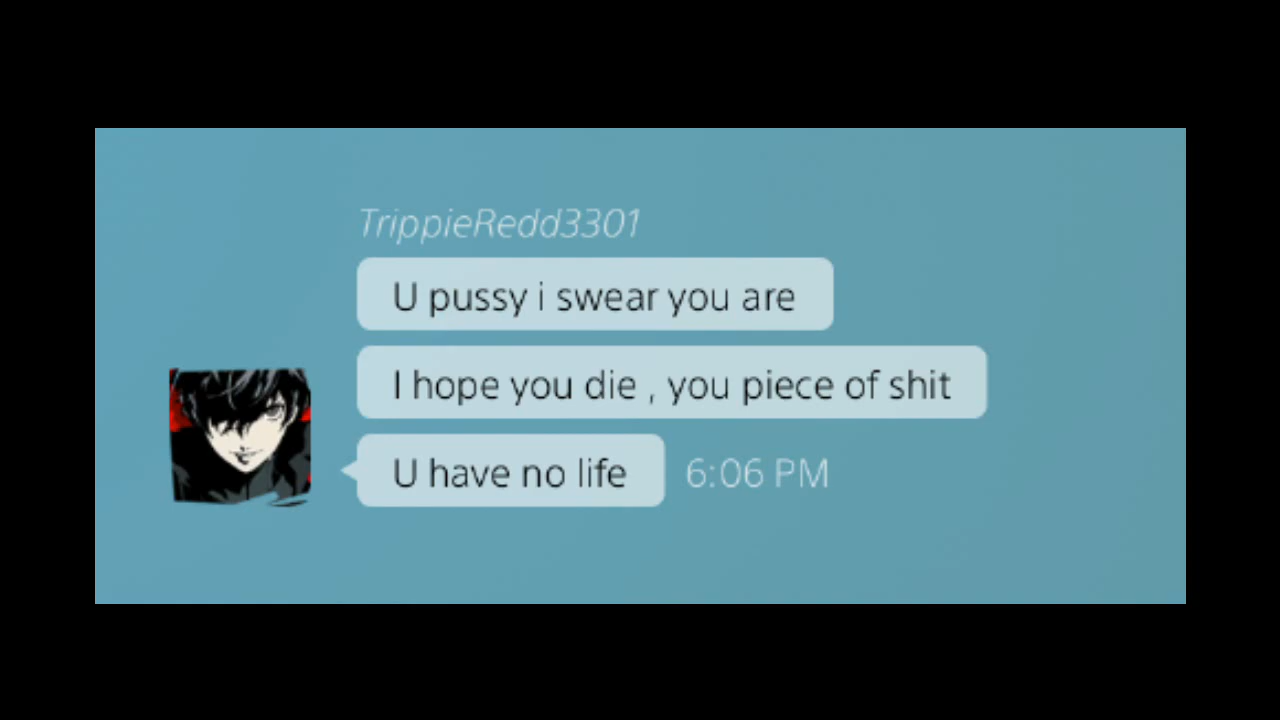 TrippieRedd3301
U pussy i swear you are
I hope you die , you piece of shit
U have no life
6:06 PM